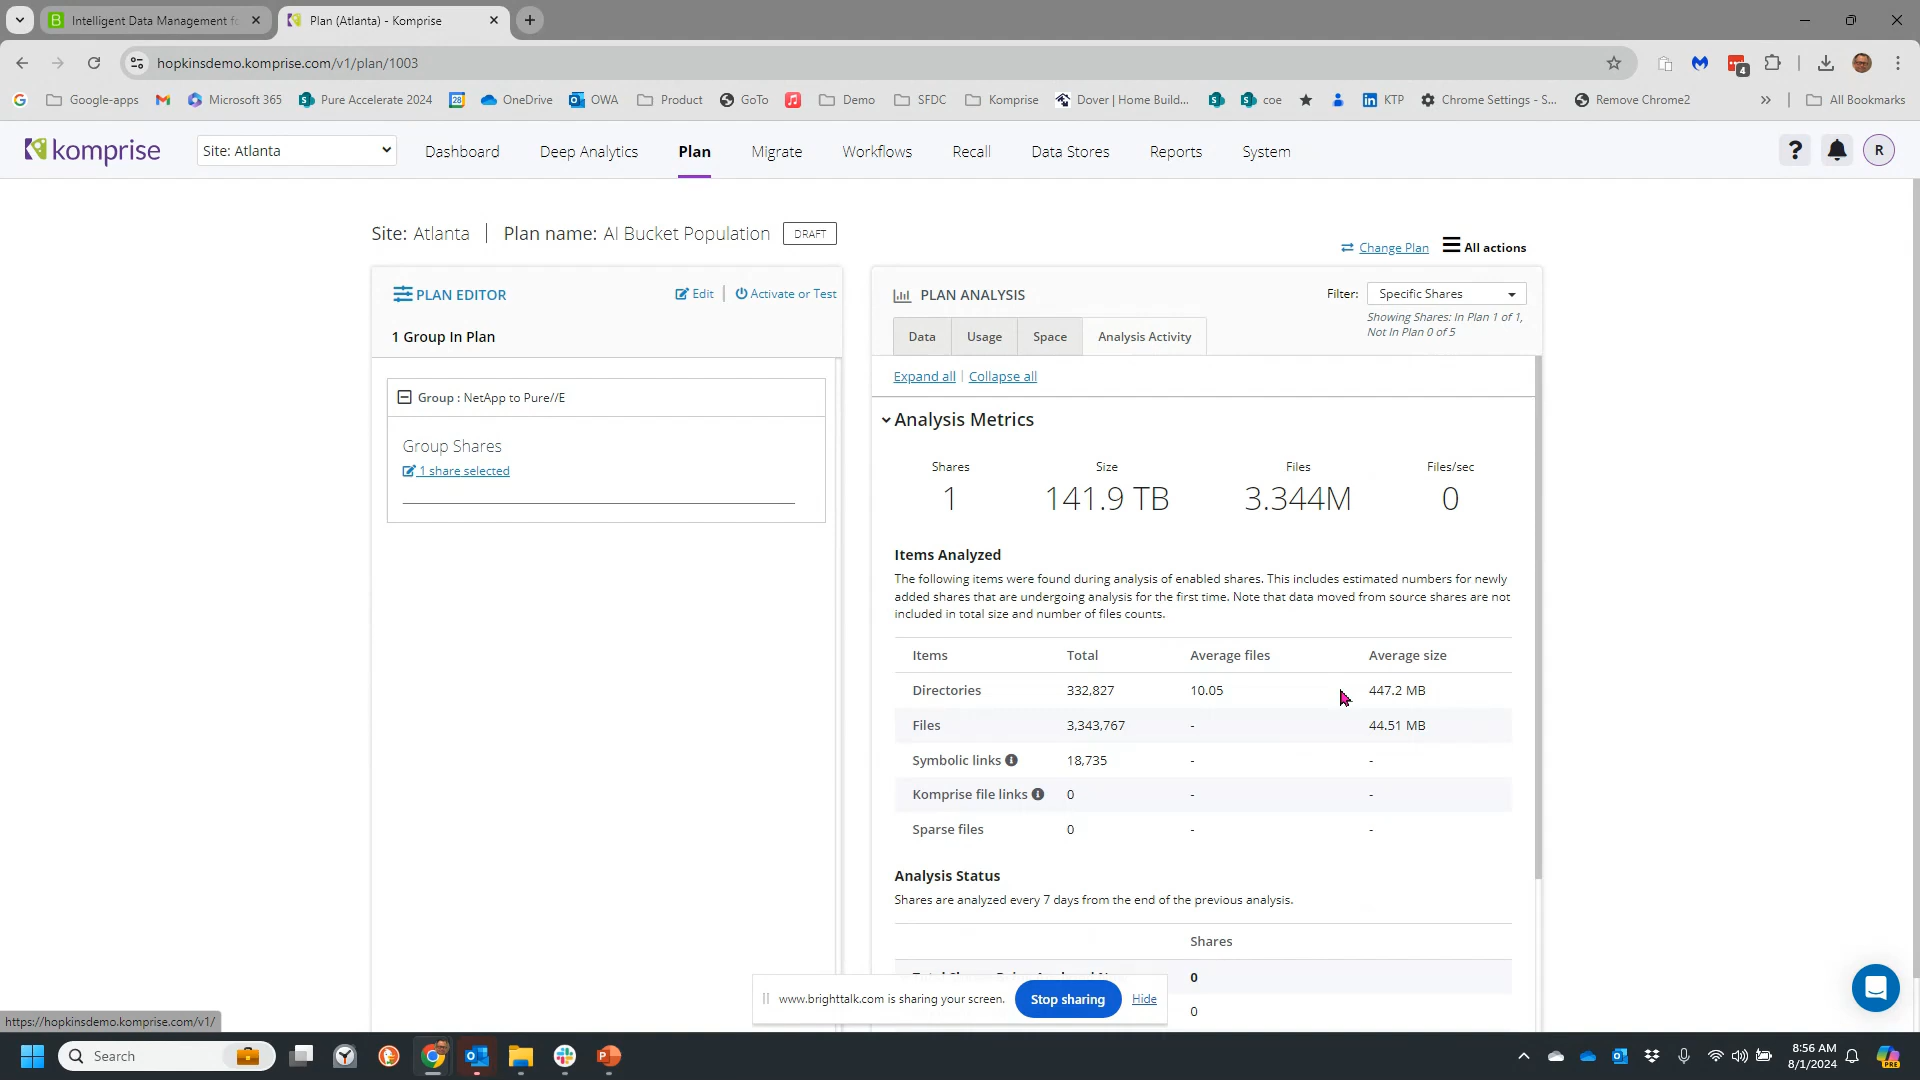 Intelligent Data Management fo
Plan (Atlanta) - Komprise
hopkinsdemo.komprise.com/v1/plan/1003
4
Google-apps
Microsoft 365
Pure Accelerate 2024
28
OneDrive
OWA
Product
GoTo
Demo
SFDC
Komprise
Dover | Home Build...
coe
KTP
Chrome Settings - S...
Remove Chrome2
All Bookmarks
komprise
Site: Atlanta
Dashboard
Deep Analytics
Plan
Migrate
Workflows
Recall
Data Stores
Reports
System
?
R
Site: Atlanta
Plan name: AI Bucket Population
DRAFT
Change Plan
All actions
PLAN EDITOR
Edit
Activate or Test
1 Group In Plan
Group : NetApp to Pure//E
Group Shares
1 share selected
PLAN ANALYSIS
Filter: Specific Shares
Showing Shares: In Plan 1 of 1,
Not In Plan 0 of 5
Data
Usage
Space
Analysis Activity
Expand all | Collapse all
Analysis Metrics
Shares Size Files Files/sec
1 141.9 TB 3.344M 0
Items Analyzed
The following items were found during analysis of enabled shares. This includes estimated numbers for newly
added shares that are undergoing analysis for the first time. Note that data moved from source shares are not
included in total size and number of files counts.
Items Total Average files Average size
Directories 332,827 10.05 447.2 MB
Files 3,343,767 - 44.51 MB
Symbolic links 18,735 - -
Komprise file links 0 - -
Sparse files 0 - -
Analysis Status
Shares are analyzed every 7 days from the end of the previous analysis.
Shares
0
0
www.brighttalk.com is sharing your screen.
Stop sharing
Hide
https://hopkinsdemo.komprise.com/v1/
Search
8:56 AM
8/1/2024
PRE